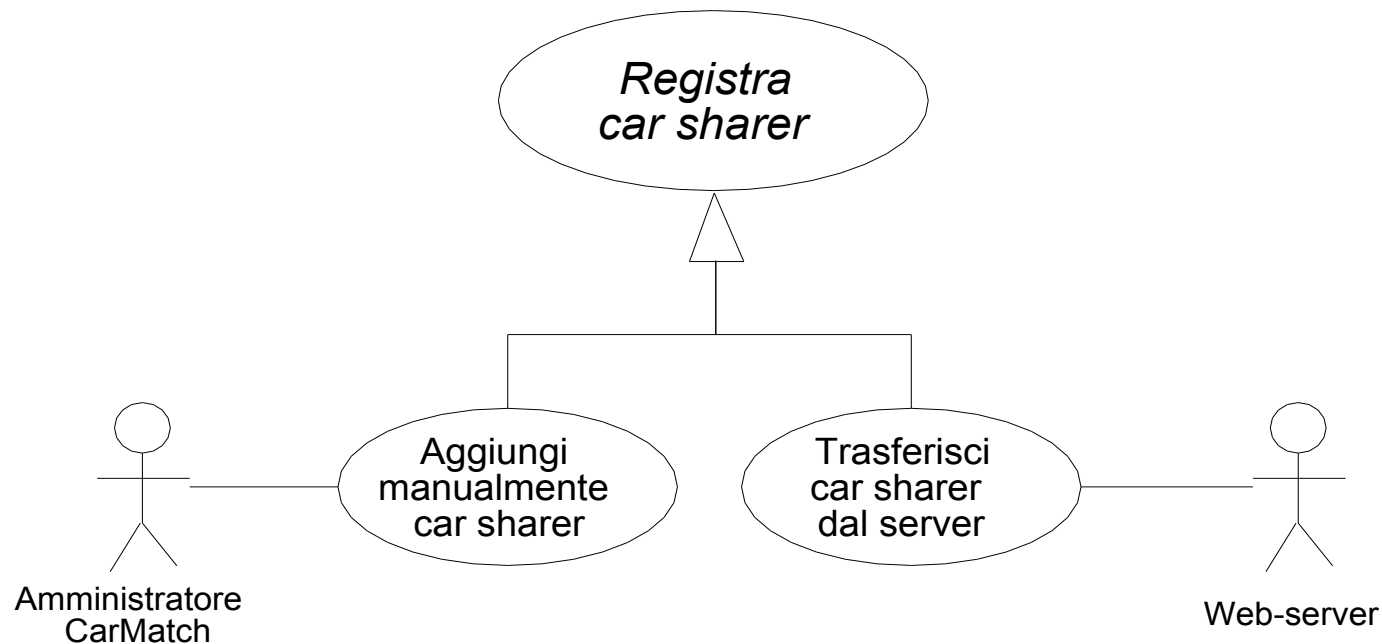 Registra
car sharer
Aggiungi
manualmente
car sharer
Trasferisci
car sharer
dal server
Amministratore
CarMatch
Web-server